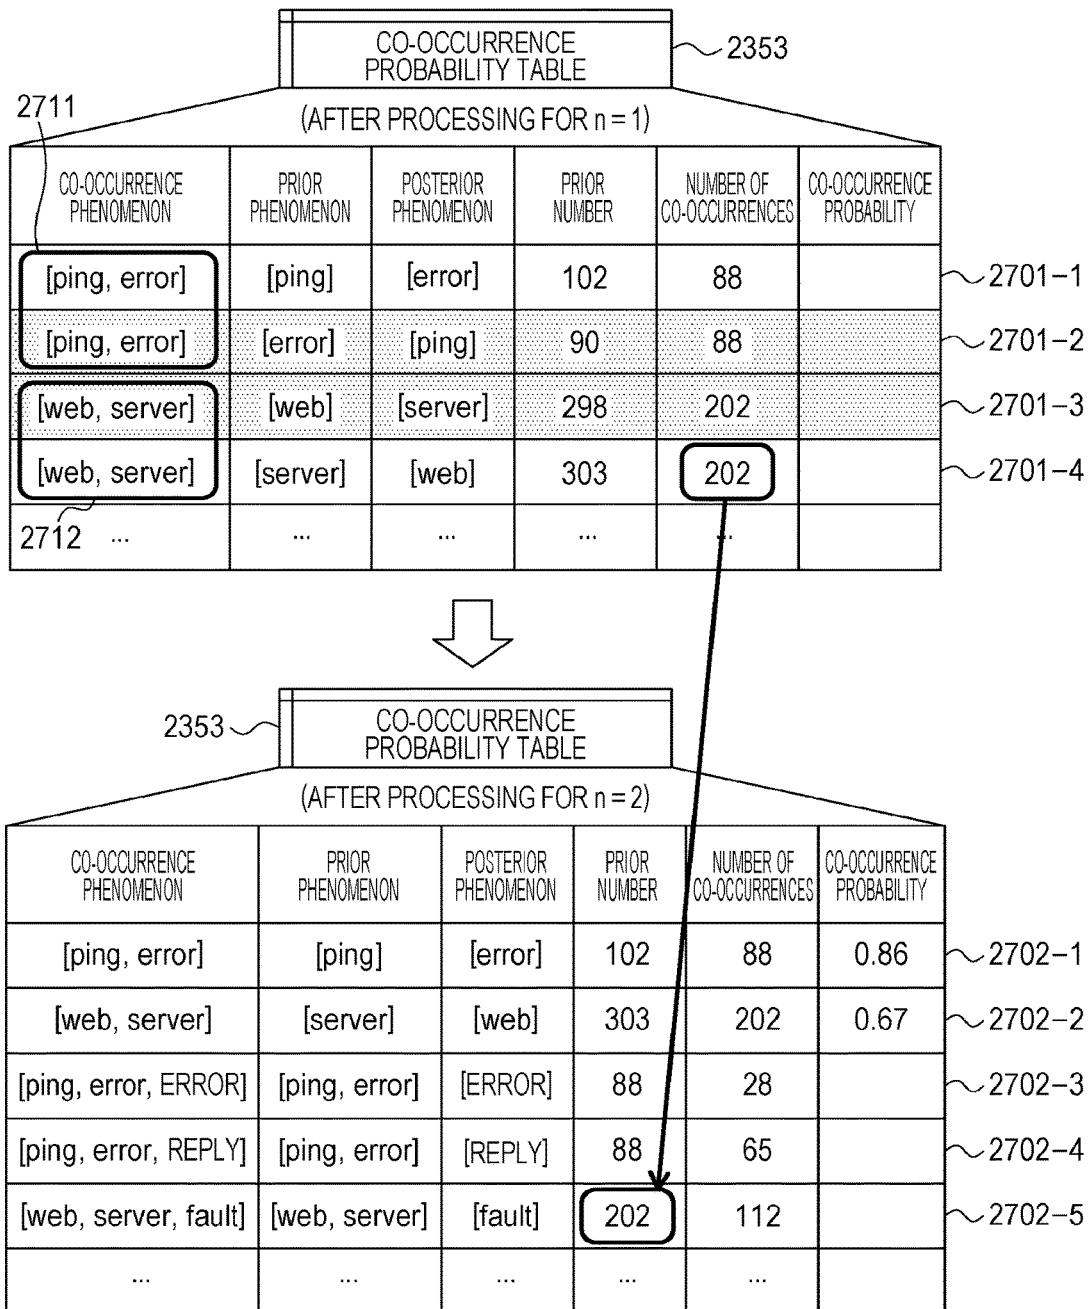 CO-OCCURRENCE
PROBABILITY TABLE
2353
2711
(AFTER PROCESSING FOR n = 1)
CO-OCCURRENCE PHENOMENON PRIOR PHENOMENON POSTERIOR PHENOMENON PRIOR NUMBER NUMBER OF CO-OCCURRENCES CO-OCCURRENCE PROBABILITY
[ping, error] [ping] [error] 102 88 2701-1
[ping, error] [error] [ping] 90 88 2701-2
[web, server] [web] [server] 298 202 2701-3
[web, server] [server] [web] 303 202 2701-4
2712 ... ... ... ... ...
2353
CO-OCCURRENCE
PROBABILITY TABLE
(AFTER PROCESSING FOR n = 2)
CO-OCCURRENCE PHENOMENON PRIOR PHENOMENON POSTERIOR PHENOMENON PRIOR NUMBER NUMBER OF CO-OCCURRENCES CO-OCCURRENCE PROBABILITY
[ping, error] [ping] [error] 102 88 0.86 2702-1
[web, server] [server] [web] 303 202 0.67 2702-2
[ping, error, ERROR] [ping, error] [ERROR] 88 28 2702-3
[ping, error, REPLY] [ping, error] [REPLY] 88 65 2702-4
[web, server, fault] [web, server] [fault] 202 112 2702-5
... ... ... ... ...